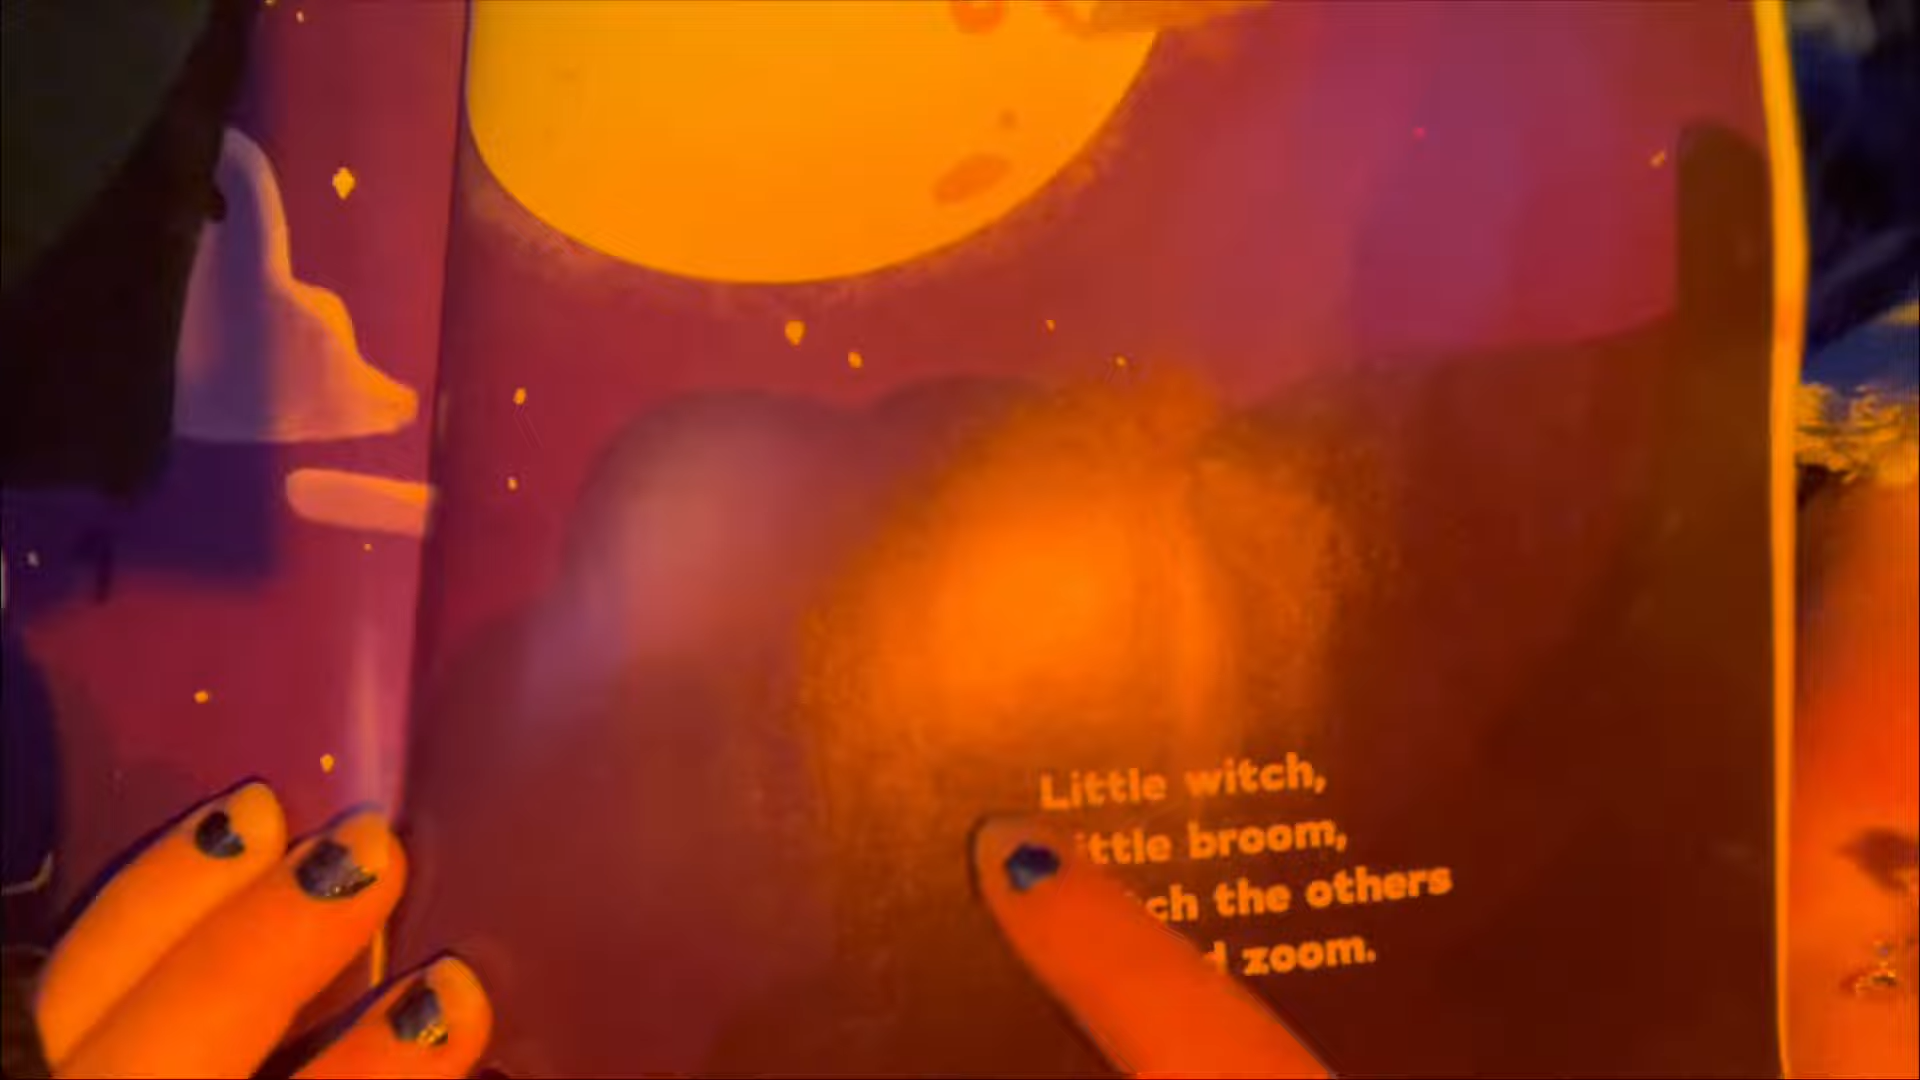 Little witch,
ittle broom,
ch the others
d zoom.